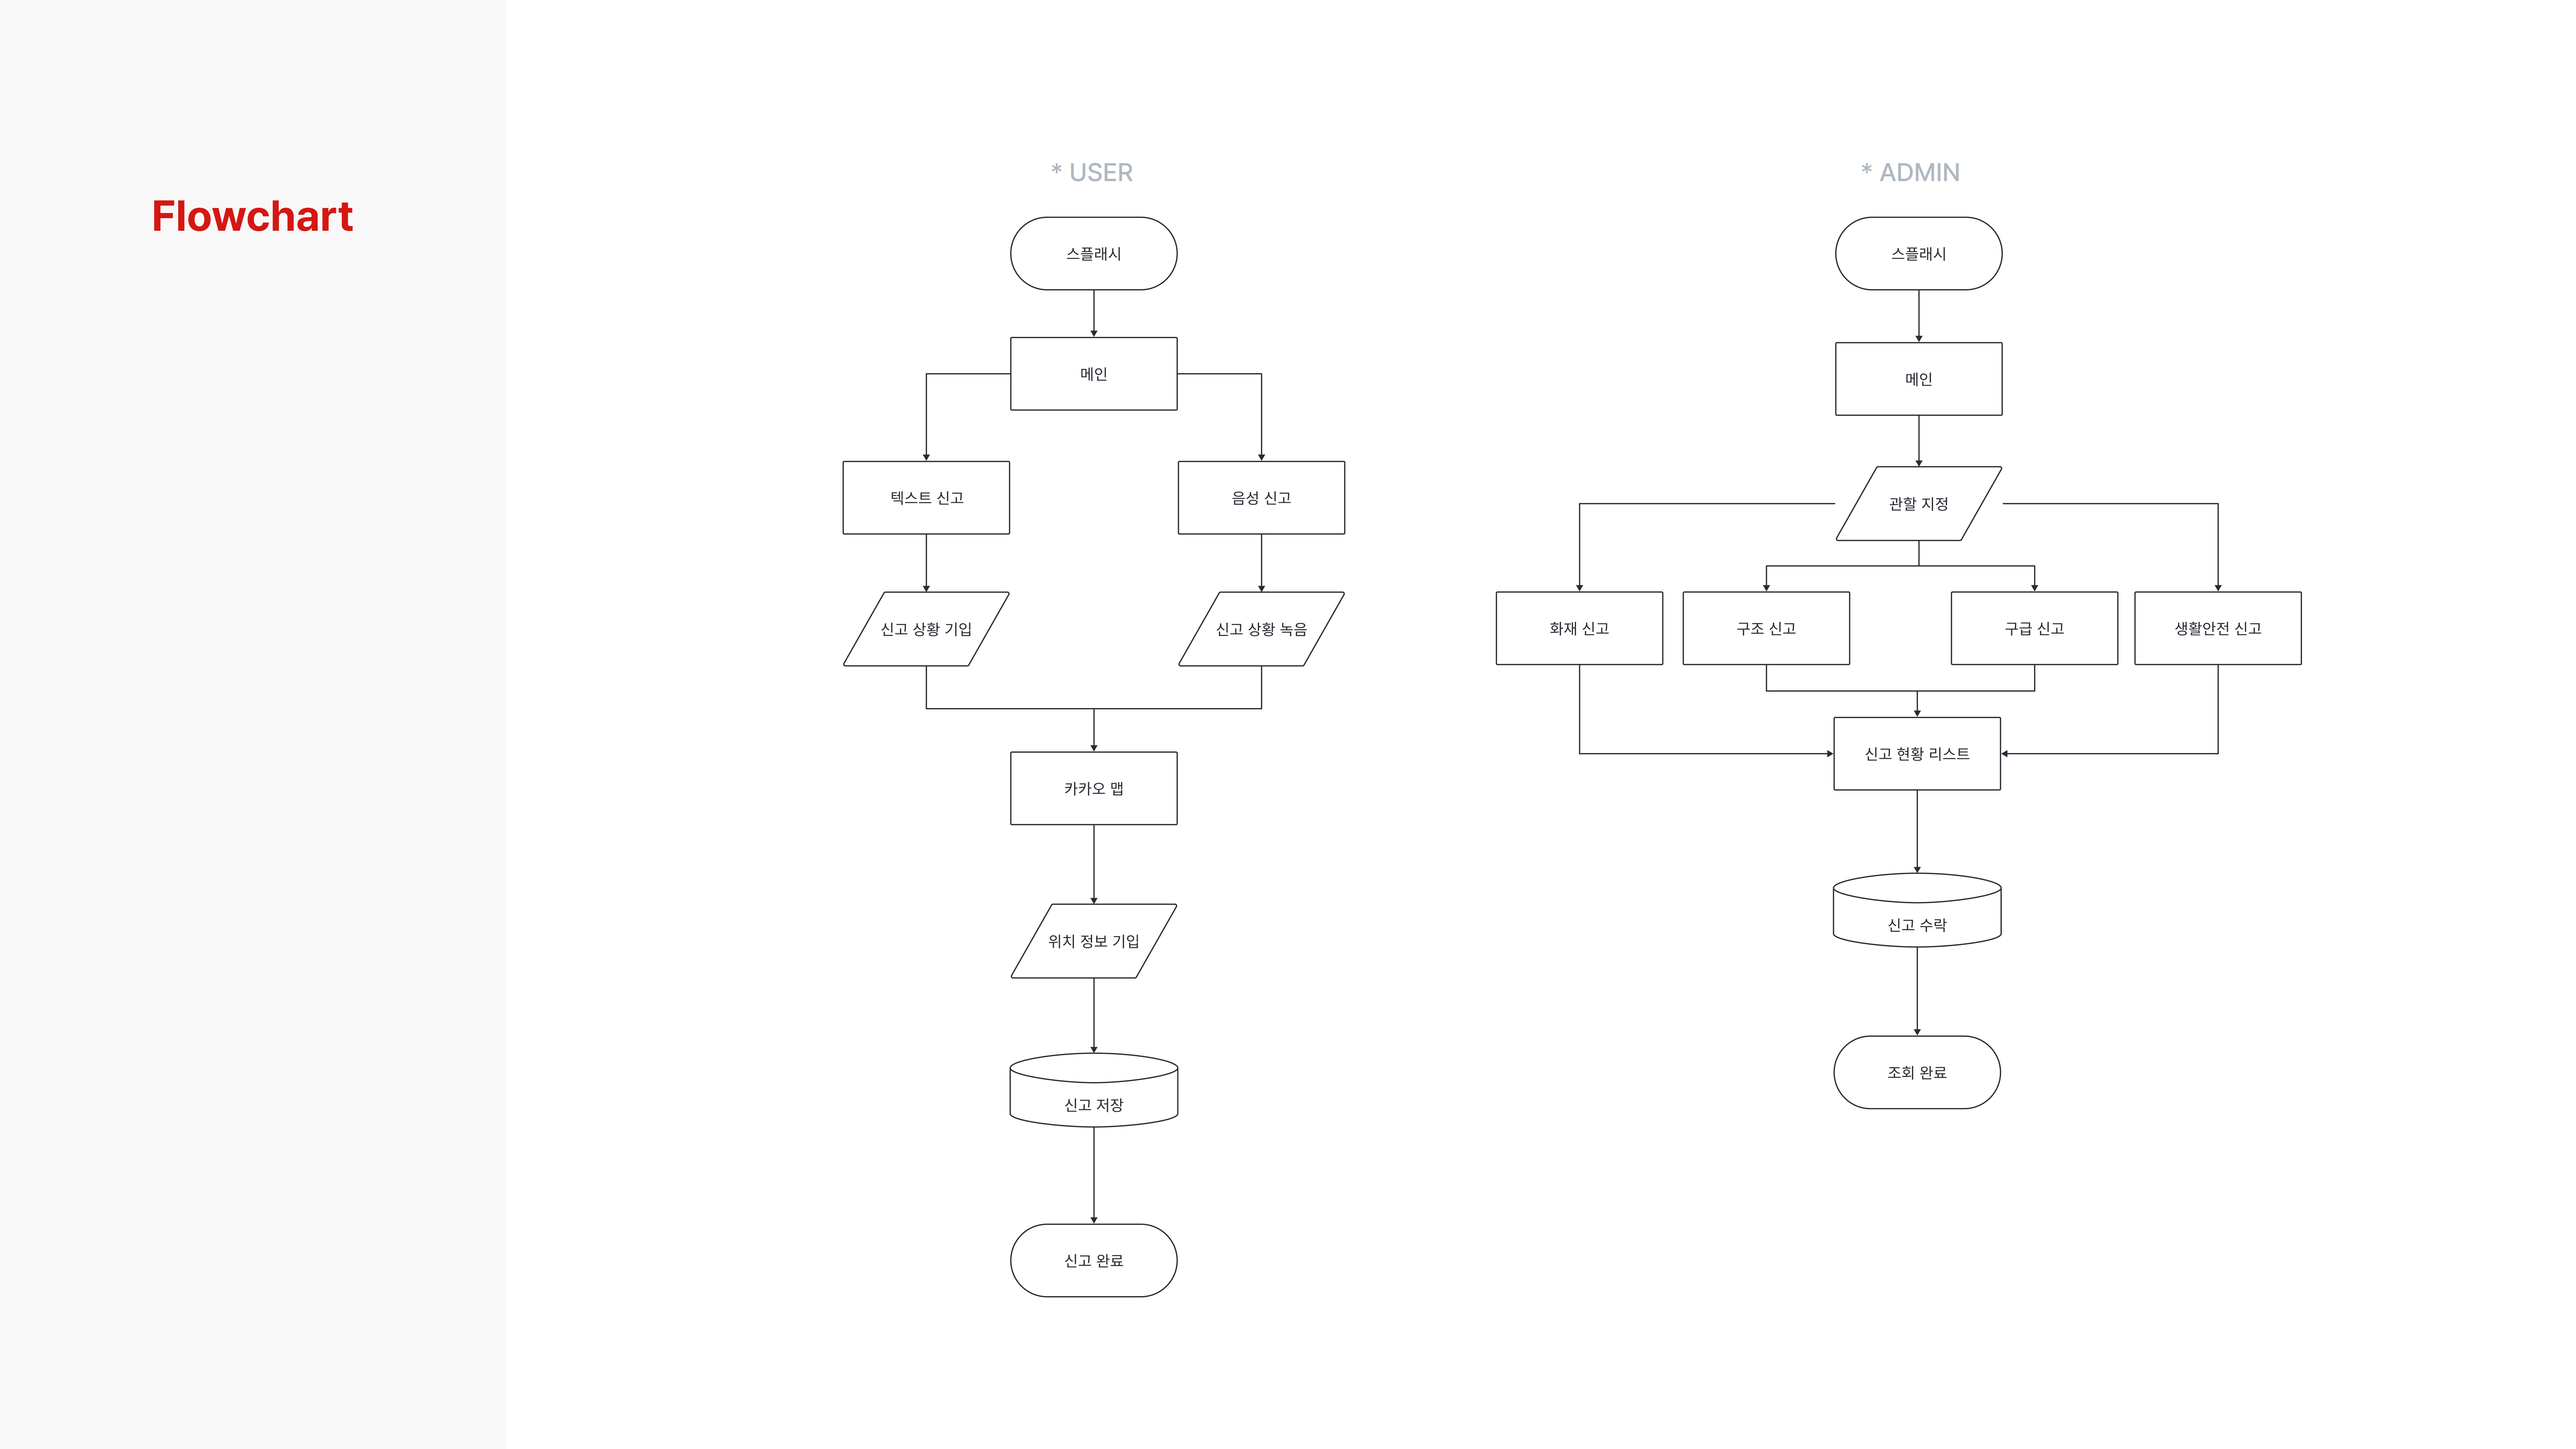 Flowchart
* USER
스플래시
메인
텍스트 신고
음성 신고
신고 상황 기입
신고 상황 녹음
카카오 맵
위치 정보 기입
신고 저장
신고 완료
* ADMIN
스플래시
메인
관할 지정
화재 신고
구조 신고
구급 신고
생활안전 신고
신고 현황 리스트
신고 수락
조회 완료